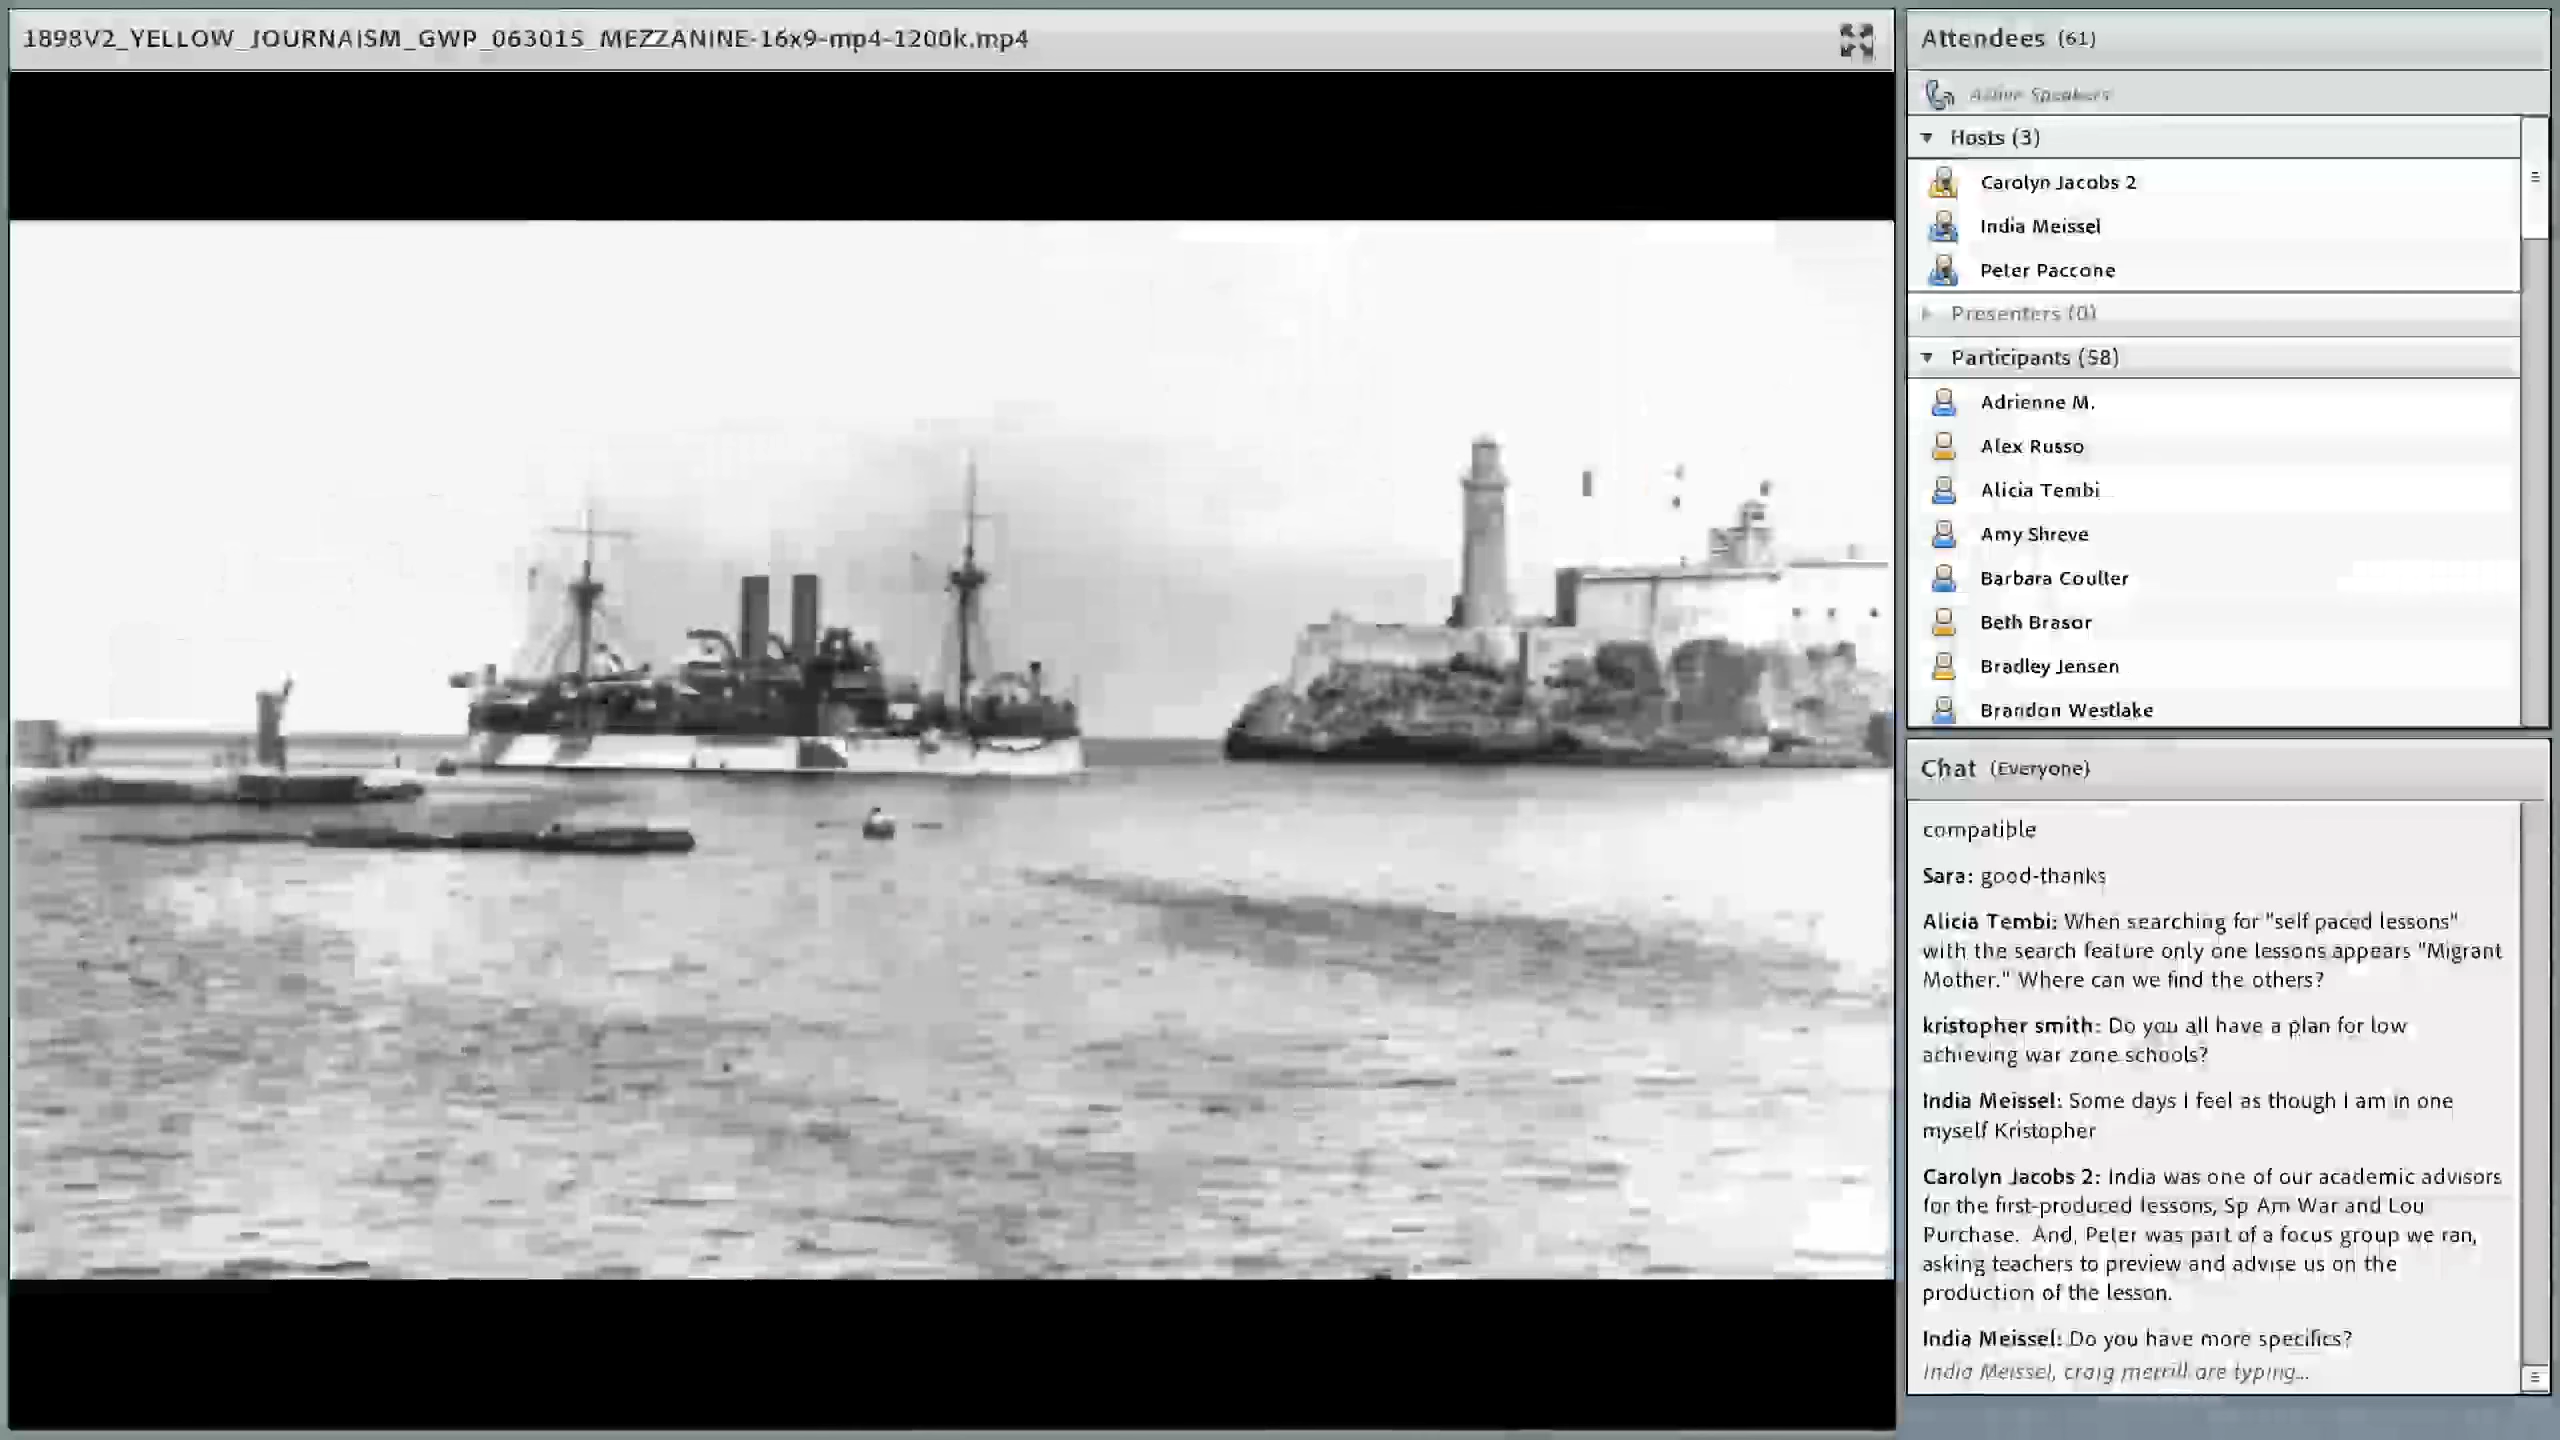 1898V2_YELLOW_JOURNAISM_GWP_063015_MEZZANINE-16x9-mp4-1200k.mp4
Attendees (61)
Active Speakers
Hosts (3)
Carolyn Jacobs 2
India Meissel
Peter Paccone
Presenters (0)
Participants (58)
Adrienne M.
Alex Russo
Alicia Tembi
Amy Shreve
Barbara Coulter
Beth Brasor
Bradley Jensen
Brandon Westlake
Chat (Everyone)
compatible
Sara: good-thanks
Alicia Tembi: When searching for "self paced lessons"
with the search feature only one lessons appears "Migrant
Mother." Where can we find the others?
kristopher smith: Do you all have a plan for low
achieving war zone schools?
India Meissel: Some days I feel as though I am in one
myself Kristopher
Carolyn Jacobs 2: India was one of our academic advisors
for the first-produced lessons, Sp Am War and Lou
Purchase. And, Peter was part of a focus group we ran,
asking teachers to preview and advise us on the
production of the lesson.
India Meissel: Do you have more specifics?
India Meissel, craig merrill are typing...